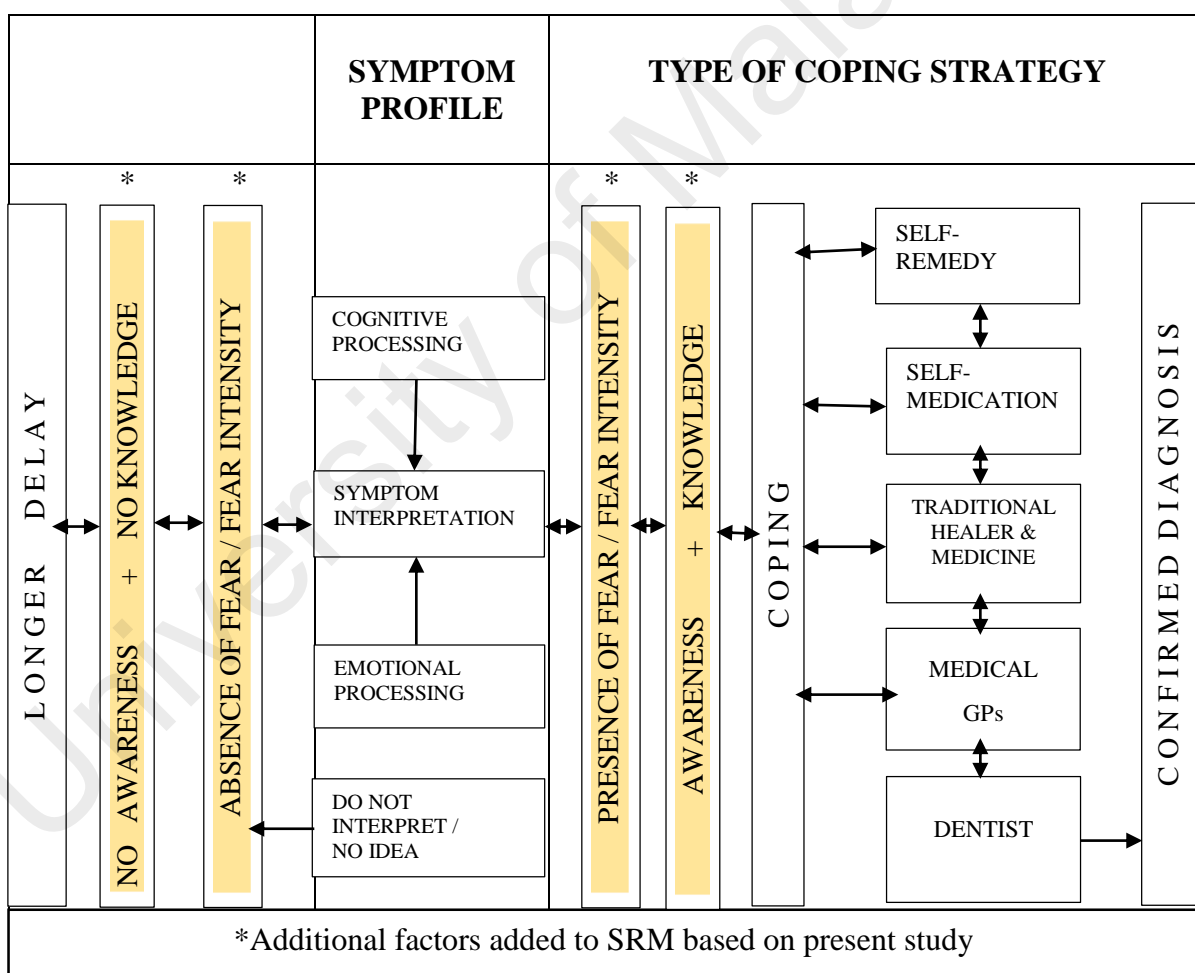 SYMPTOM
PROFILE
TYPE OF COPING STRATEGY
*
*
*
*
LONGER DELAY
NO AWARENESS + NO KNOWLEDGE
ABSENCE OF FEAR / FEAR INTENSITY
COGNITIVE
PROCESSING
SYMPTOM
INTERPRETATION
EMOTIONAL
PROCESSING
DO NOT
INTERPRET /
NO IDEA
PRESENCE OF FEAR / FEAR INTENSITY
AWARENESS + KNOWLEDGE
COPING
SELF-
REMEDY
SELF-
MEDICATION
TRADITIONAL
HEALER &
MEDICINE
MEDICAL
GPs
DENTIST
CONFIRMED DIAGNOSIS
*Additional factors added to SRM based on present study
University of Mala